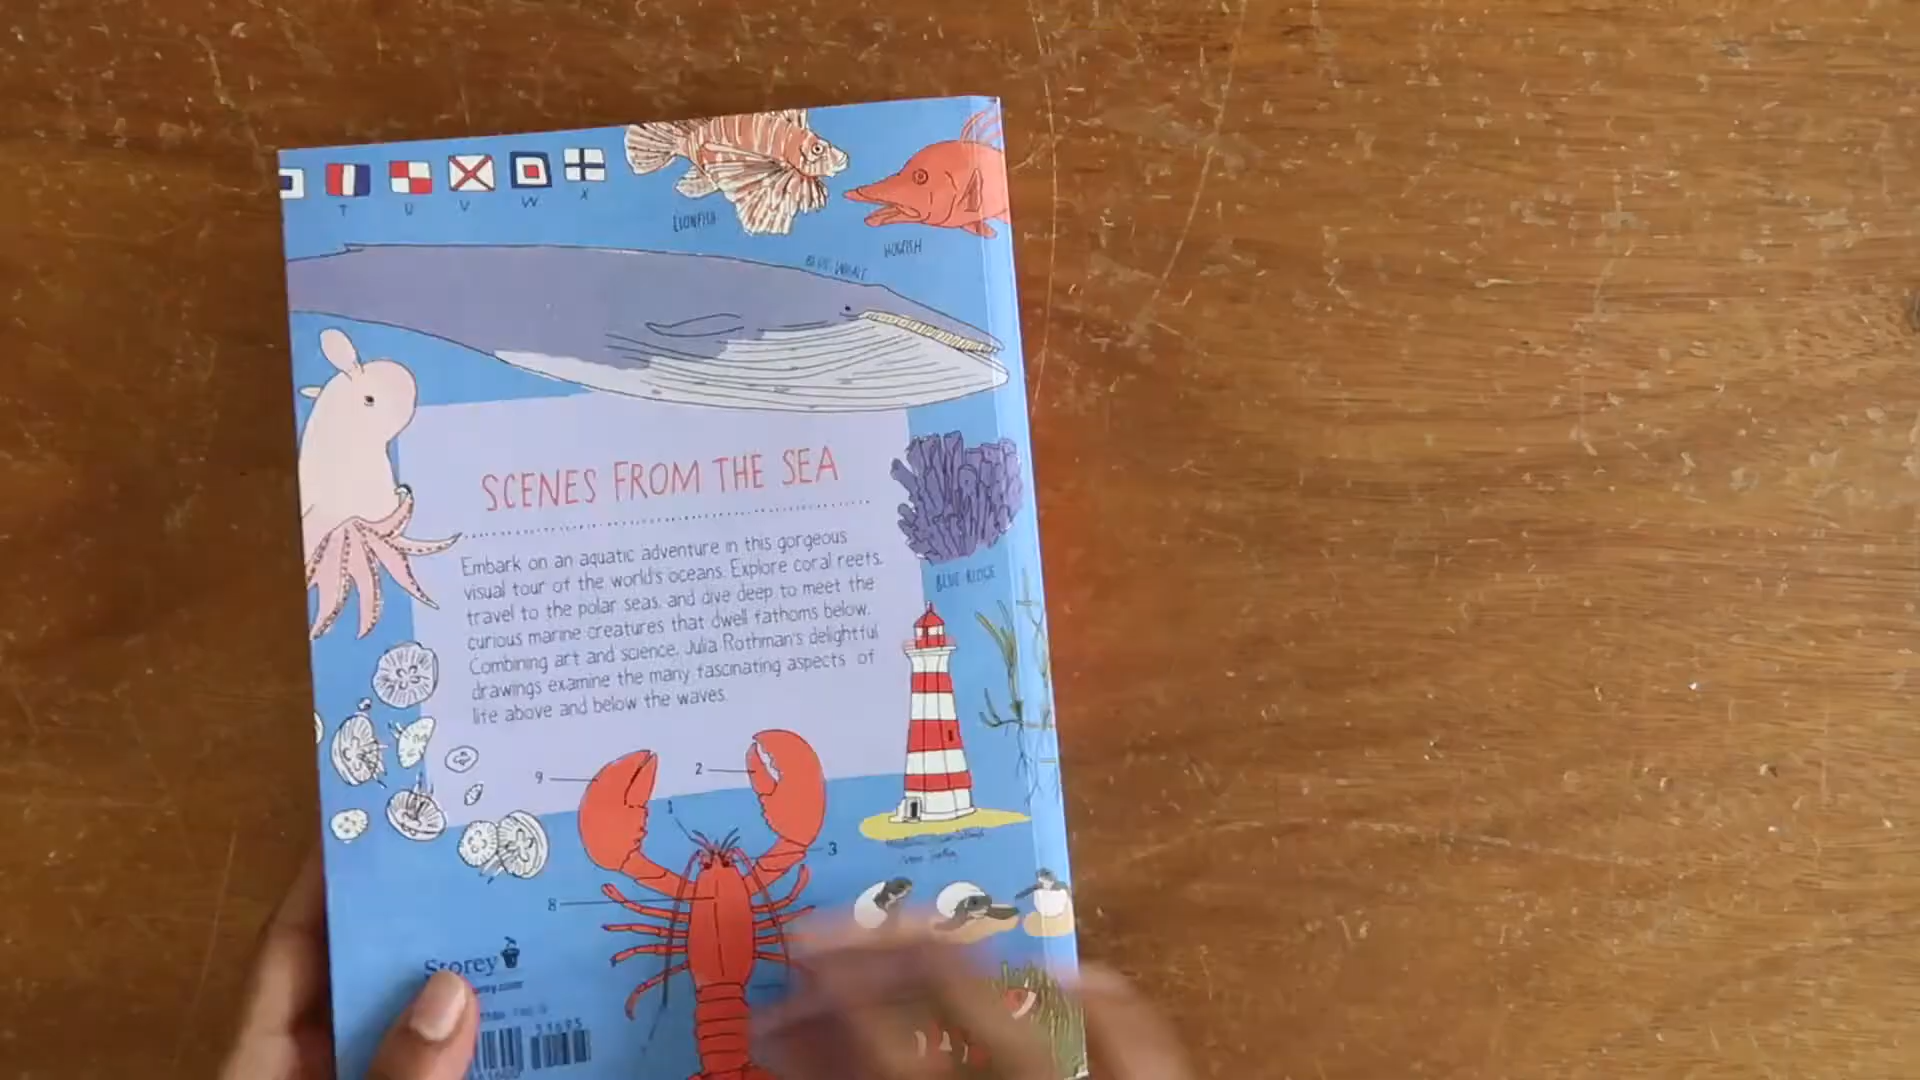 T U V W X
LIONFISH
HOGFISH
BLUE WHALE
SCENES FROM THE SEA
Embark on an aquatic adventure in this gorgeous
visual tour of the world's oceans. Explore coral reefs,
travel to the polar seas, and dive deep to meet the
curious marine creatures that dwell fathoms below.
Combining art and science, Julia Rothman's delightful
drawings examine the many fascinating aspects of
life above and below the waves.
BLUE RIDGE
9
2
1
3
8
Storey
51695